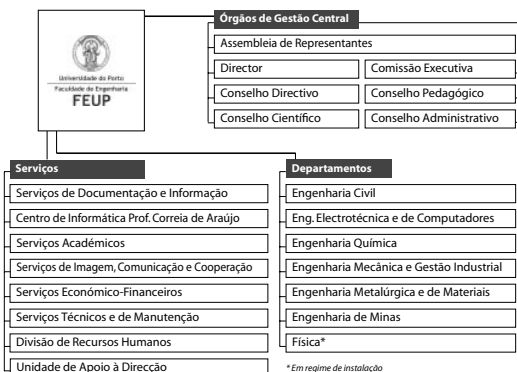 Órgãos de Gestão Central
Assembleia de Representantes
Director
Comissão Executiva
Conselho Directivo
Conselho Pedagógico
Conselho Científico
Conselho Administrativo
Universidade do Porto
Faculdade de Engenharia
FEUP
Serviços
Serviços de Documentação e Informação
Centro de Informática Prof. Correia de Araújo
Serviços Académicos
Serviços de Imagem, Comunicação e Cooperação
Serviços Económico-Financeiros
Serviços Técnicos e de Manutenção
Divisão de Recursos Humanos
Unidade de Apoio à Direcção
Departamentos
Engenharia Civil
Eng. Electrotécnica e de Computadores
Engenharia Química
Engenharia Mecânica e Gestão Industrial
Engenharia Metalúrgica e de Materiais
Engenharia de Minas
Física*
* Em regime de instalação